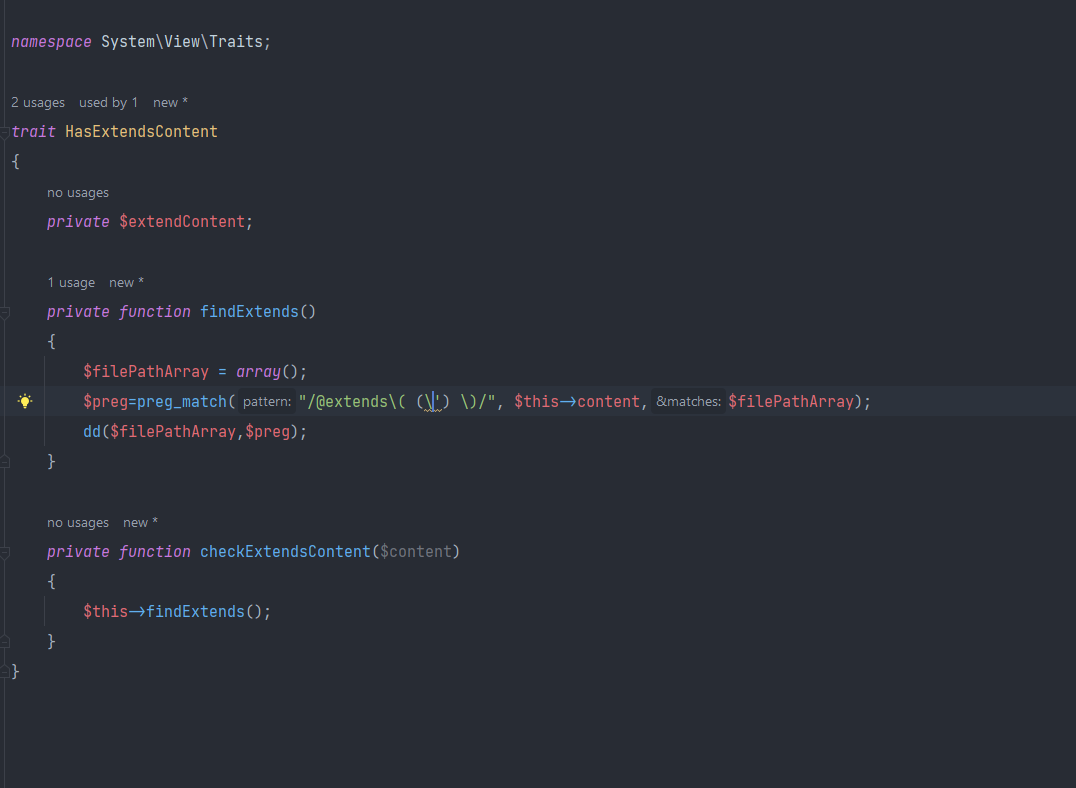 namespace System\View\Traits;
2 usages   used by 1   new *
trait HasExtendsContent
{
no usages
private $extendContent;
1 usage   new *
private function findExtends()
{
$filePathArray = array();
$preg=preg_match( pattern: "/@extends\( (\') \)/", $this→content, &matches: $filePathArray);
dd($filePathArray,$preg);
}
no usages   new *
private function checkExtendsContent($content)
{
$this→findExtends();
}
}